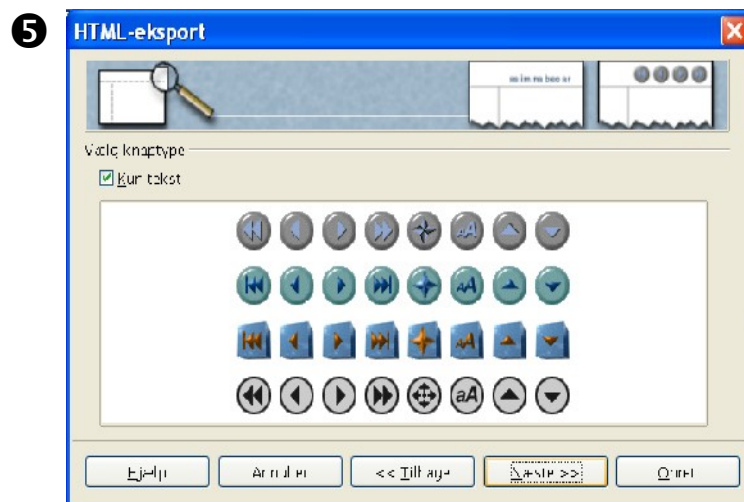 5
HTML-eksport
Vælg knaptype
Kun tekst
Hjælp Annuller << Tilbage Næste >> Opret